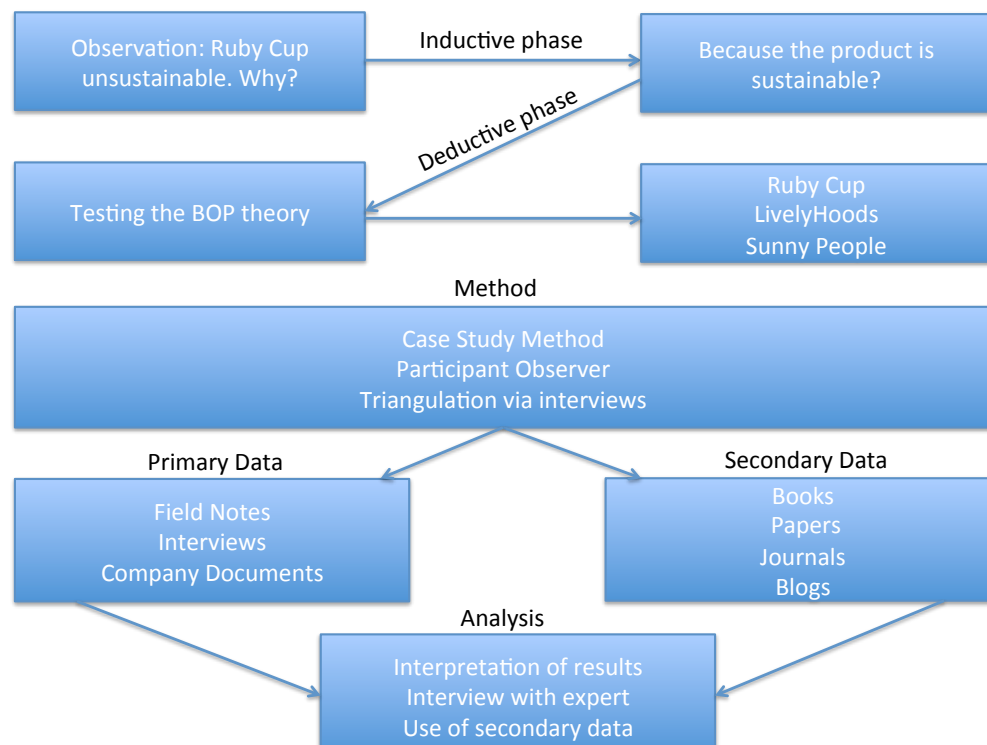 Observation: Ruby Cup
unsustainable. Why?
Inductive phase
Because the product is
sustainable?
Deductive phase
Testing the BOP theory
Ruby Cup
LivelyHoods
Sunny People
Method
Case Study Method
Participant Observer
Triangulation via interviews
Primary Data
Secondary Data
Field Notes
Interviews
Company Documents
Books
Papers
Journals
Blogs
Analysis
Interpretation of results
Interview with expert
Use of secondary data